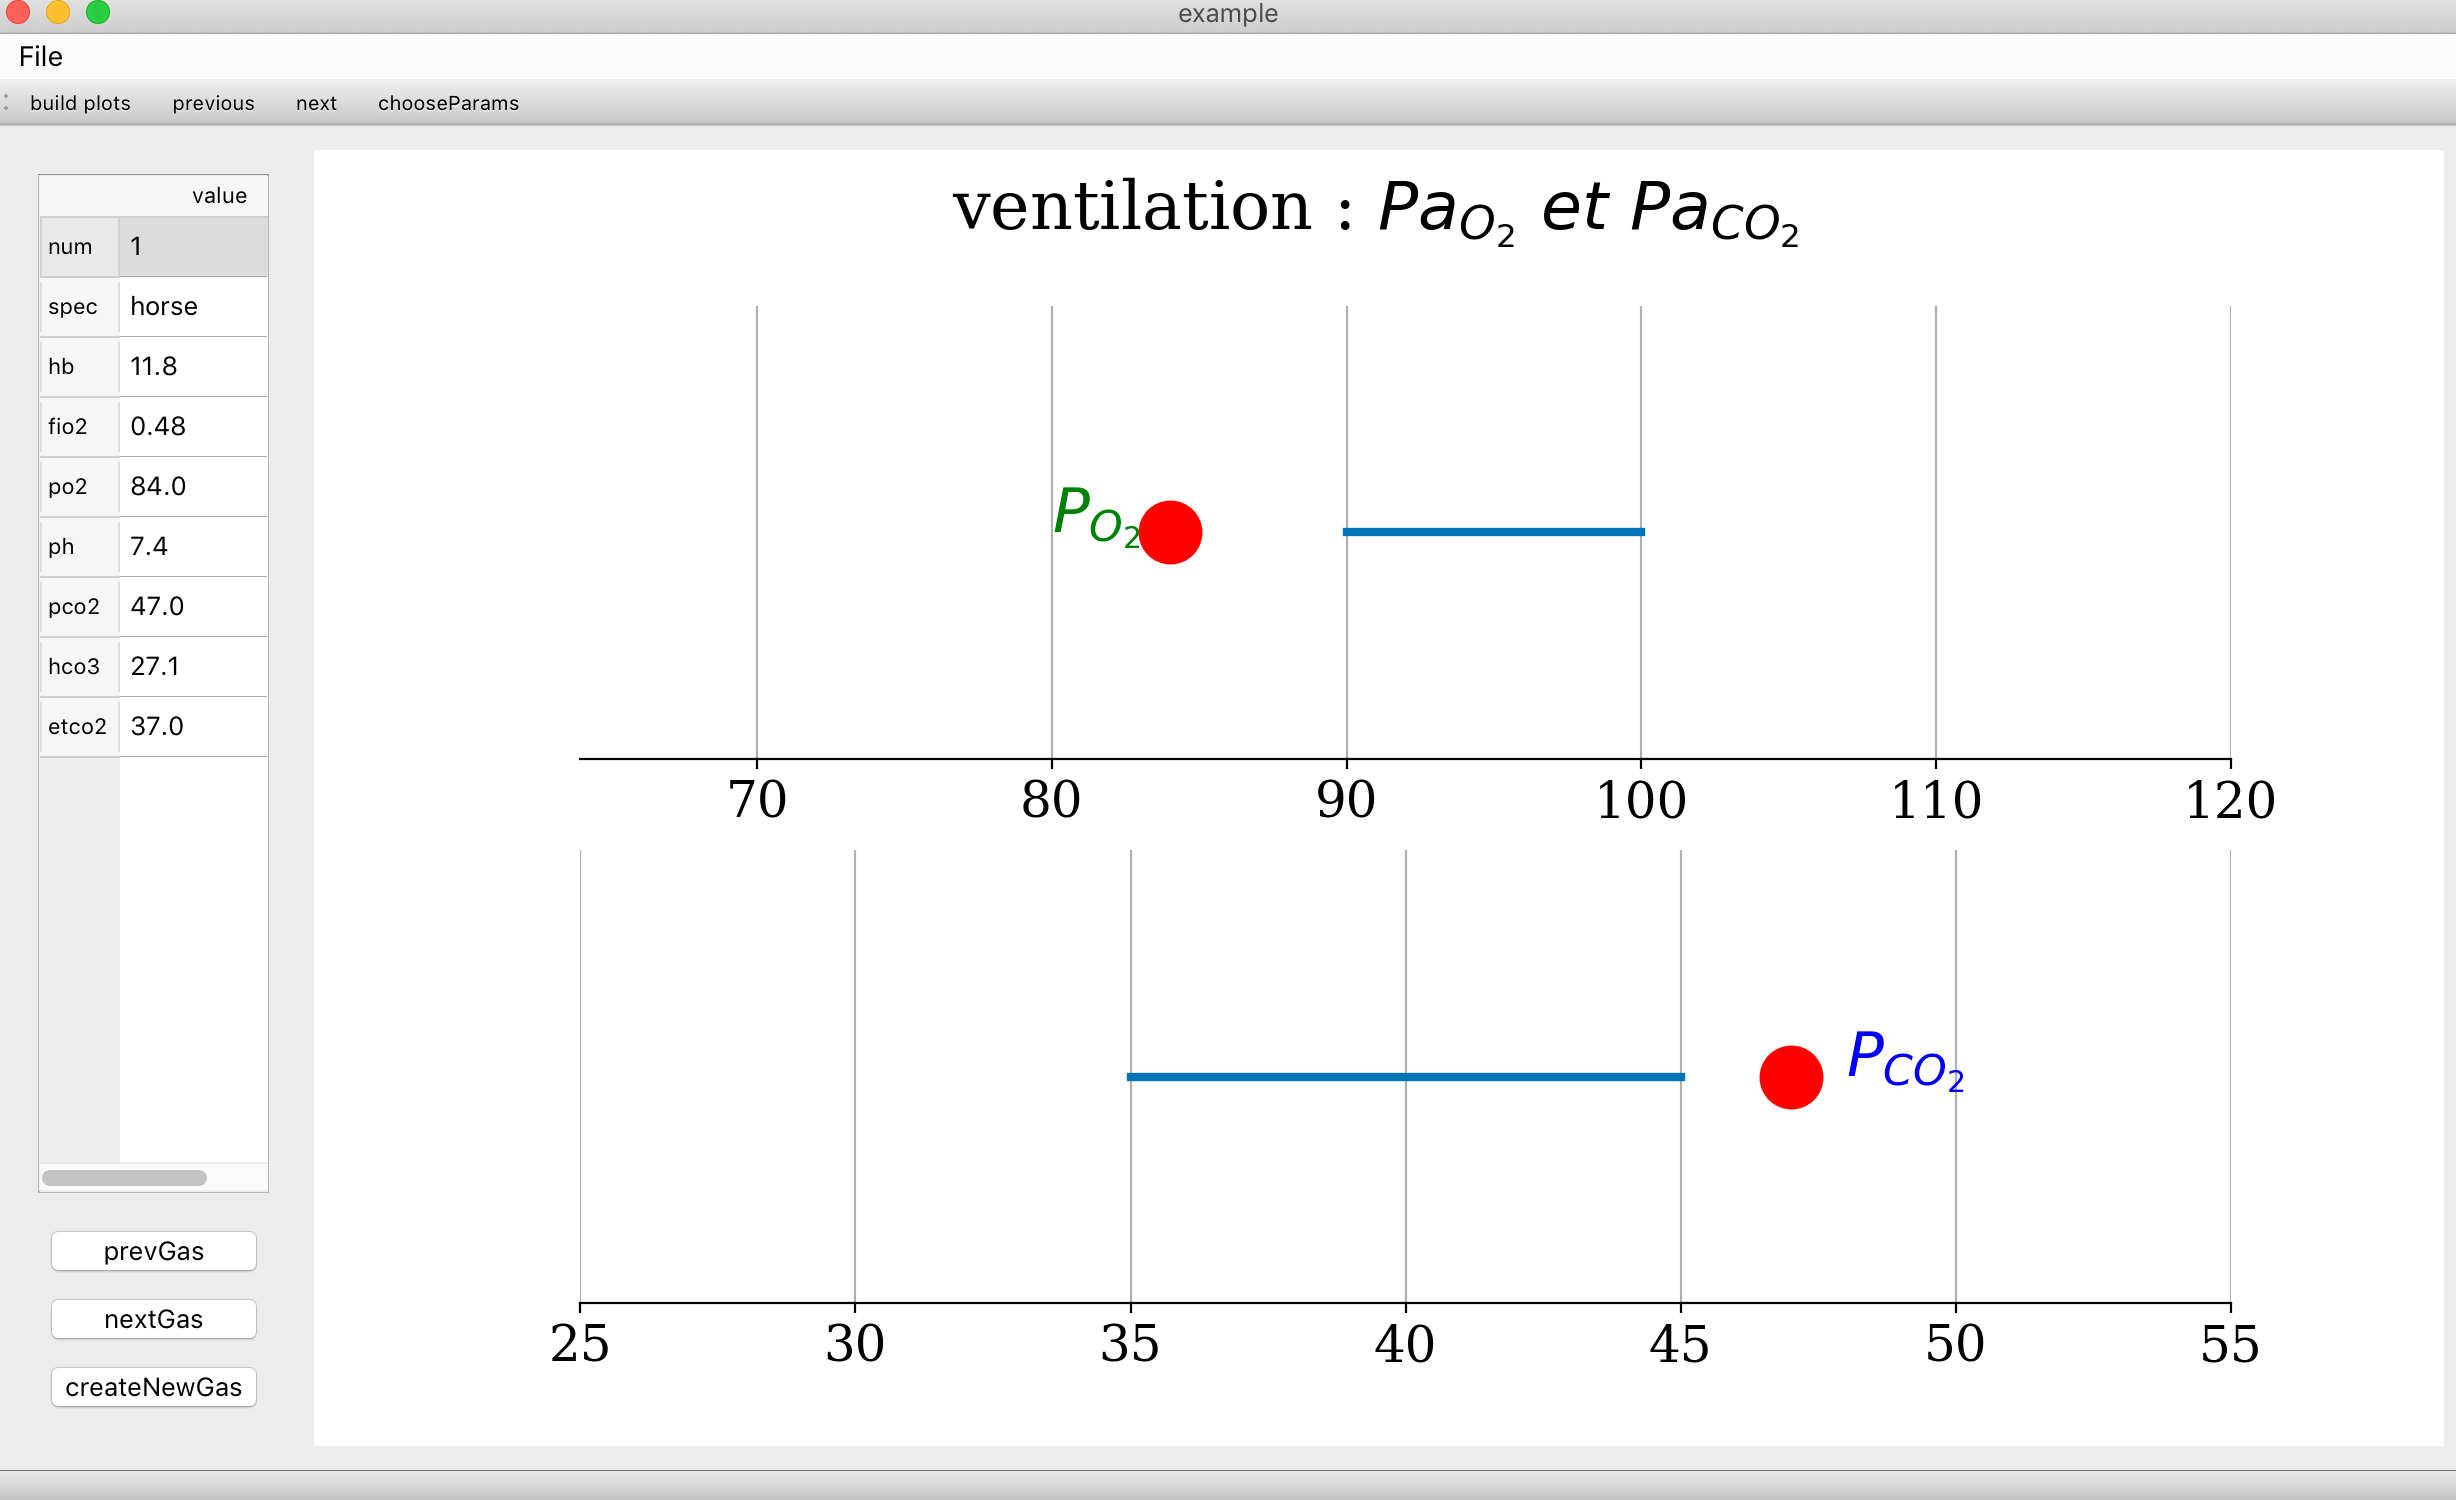 example
File
build plots previous next chooseParams
value
num 1
spec horse
hb 11.8
fio2 0.48
po2 84.0
ph 7.4
pco2 47.0
hco3 27.1
etco2 37.0
prevGas
nextGas
createNewGas
ventilation : Pa_{O_2} et Pa_{CO_2}
P_{O_2}
70 80 90 100 110 120
P_{CO_2}
25 30 35 40 45 50 55